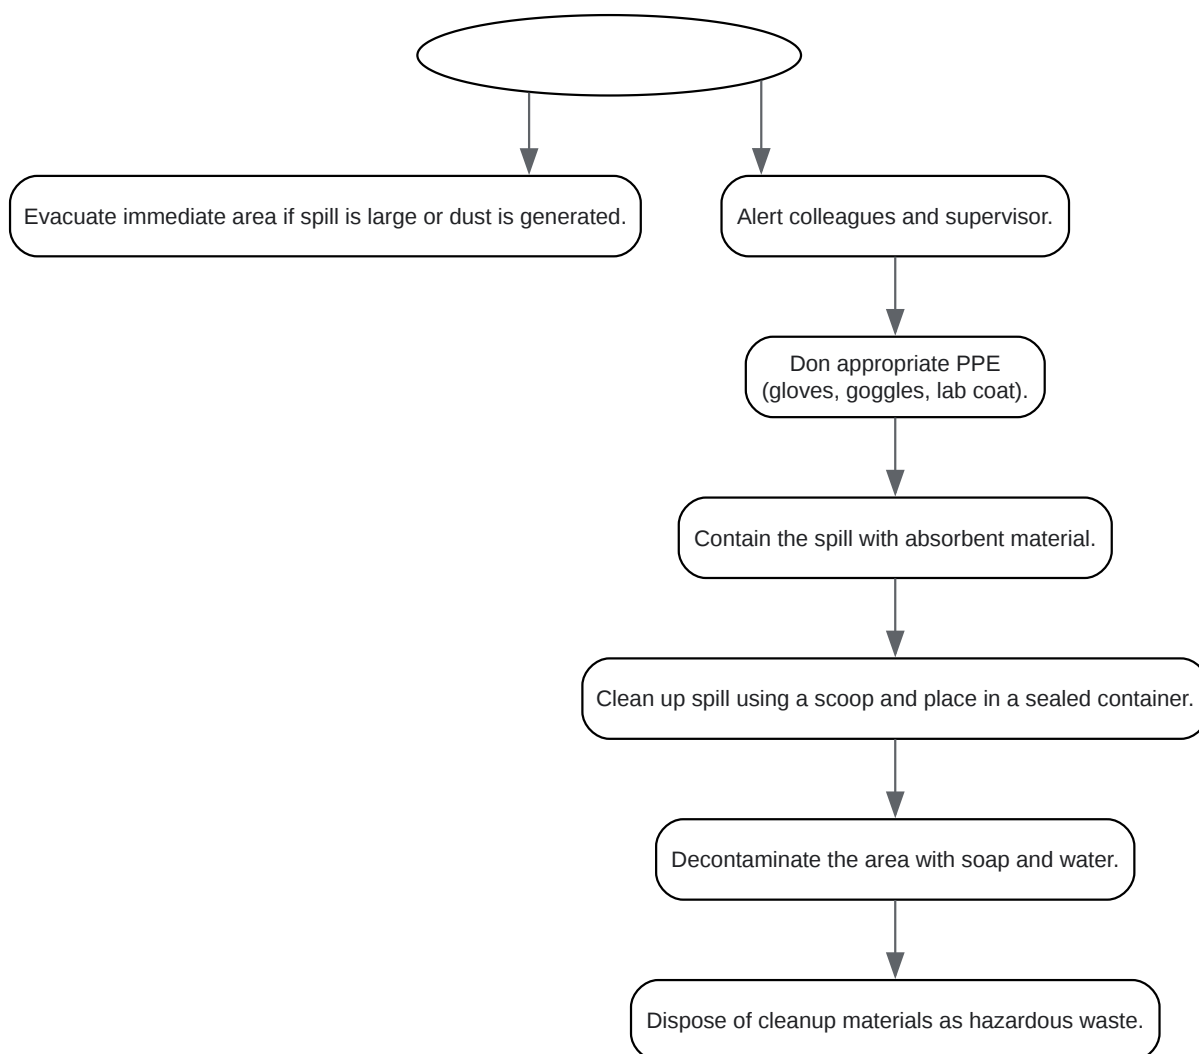 Evacuate immediate area if spill is large or dust is generated.
Alert colleagues and supervisor.
Don appropriate PPE
(gloves, goggles, lab coat).
Contain the spill with absorbent material.
Clean up spill using a scoop and place in a sealed container.
Decontaminate the area with soap and water.
Dispose of cleanup materials as hazardous waste.